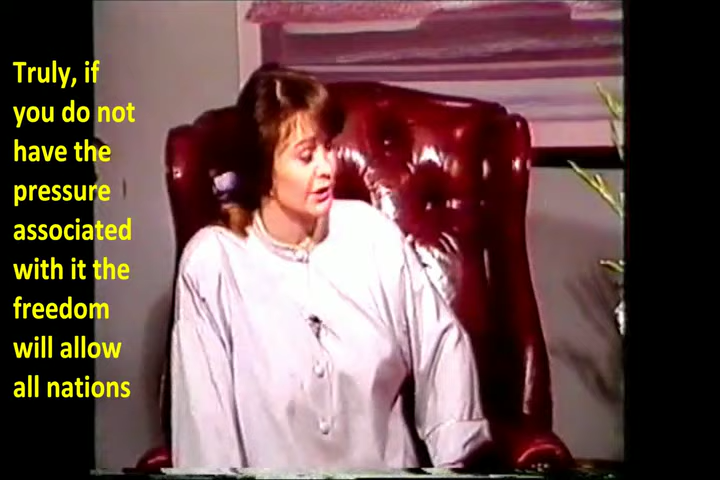 Truly, if
you do not
have the
pressure
associated
with it the
freedom
will allow
all nations